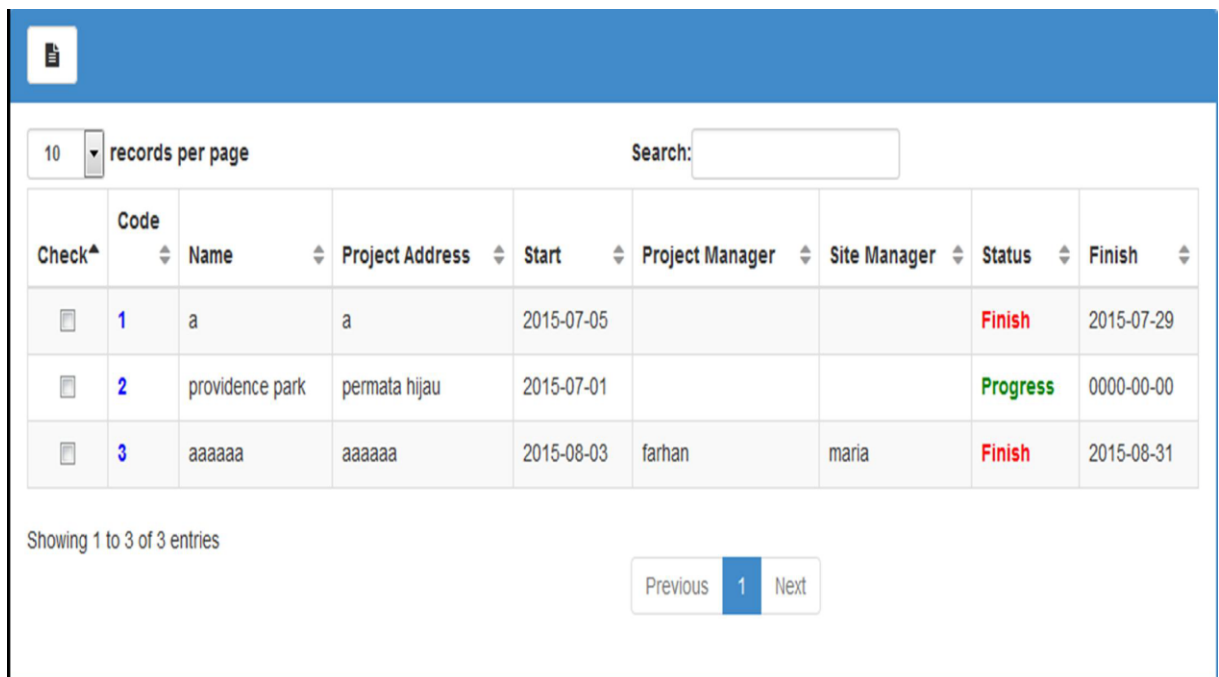 10 records per page Search:
Check Code Name Project Address Start Project Manager Site Manager Status Finish
1 a a 2015-07-05 Finish 2015-07-29
2 providence park permata hijau 2015-07-01 Progress 0000-00-00
3 aaaaaa aaaaaa 2015-08-03 farhan maria Finish 2015-08-31
Showing 1 to 3 of 3 entries
Previous 1 Next